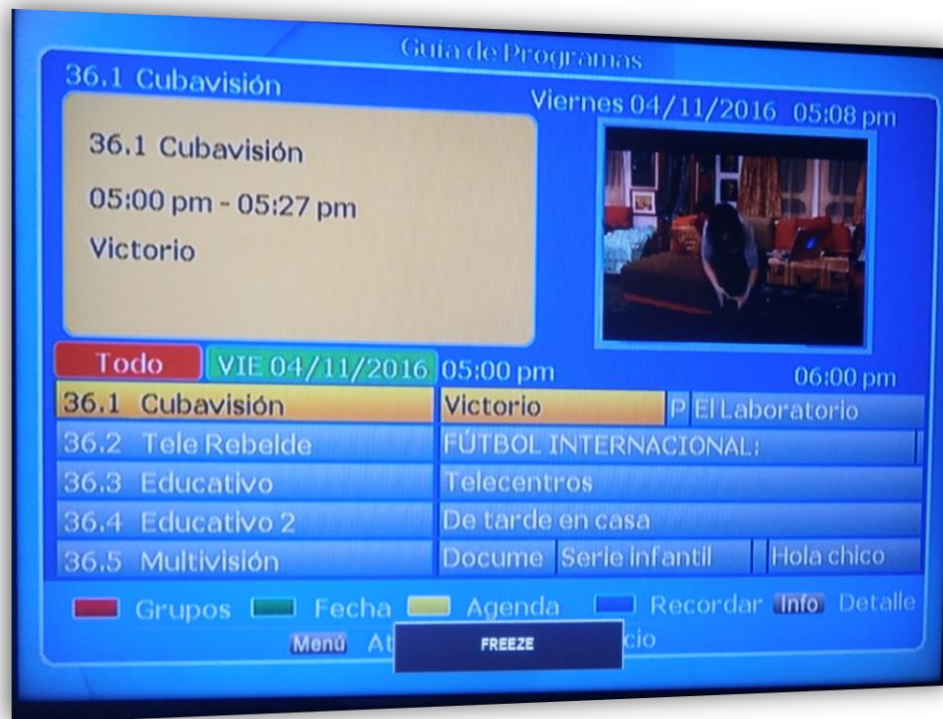 Guía de Programas
36.1 Cubavisión
Viernes 04/11/2016 05:08 pm
36.1 Cubavisión
05:00 pm - 05:27 pm
Victorio
Todo VIE 04/11/2016 05:00 pm 06:00 pm
36.1 Cubavisión Victorio P El Laboratorio
36.2 Tele Rebelde FÚTBOL INTERNACIONAL:
36.3 Educativo Telecentros
36.4 Educativo 2 De tarde en casa
36.5 Multivisión Docume Serie infantil Hola chico
Grupos Fecha Agenda Recordar Info Detalle
Menú At FREEZE cio